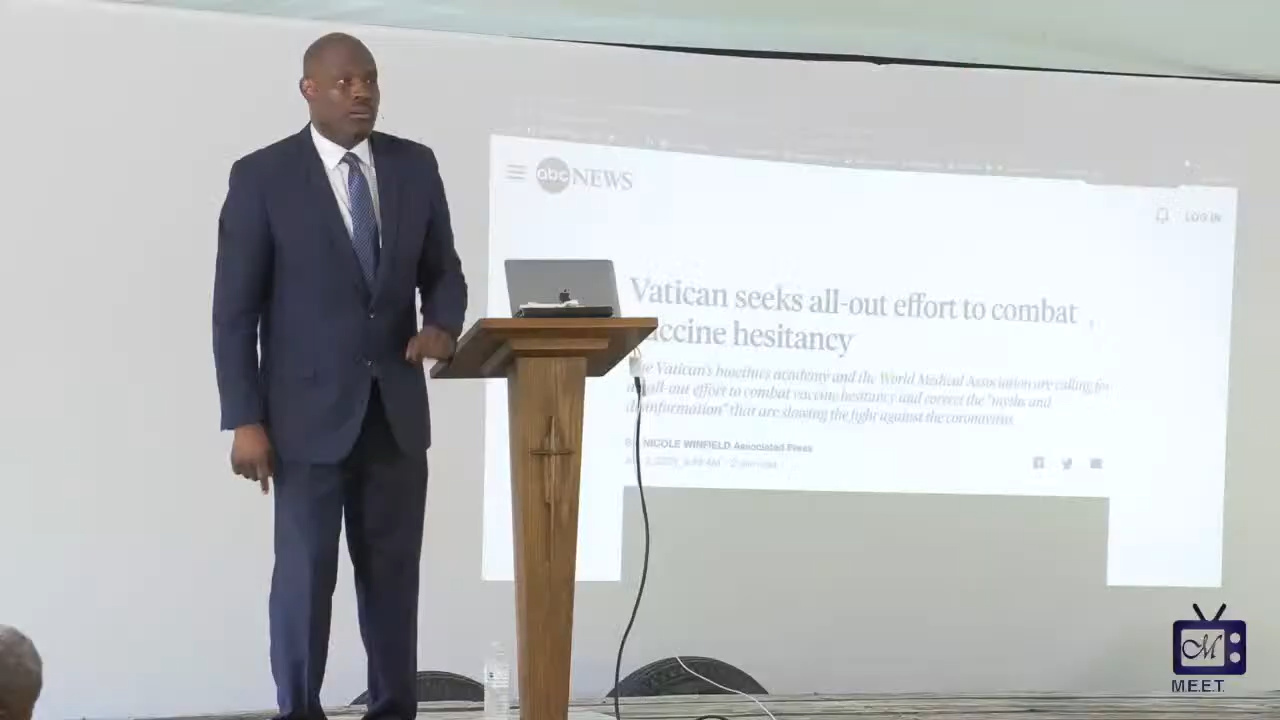 abc NEWS
LOG IN
Vatican seeks all-out effort to combat
accine hesitancy
Vatican's bioethics academy and the World Medical Association are calling for
all-out effort to combat vaccine hesitancy and correct the "myths and
that are slowing the fight against the coronavirus.
NICOLE WINFIELD Associated Press
M
M.E.E.T.